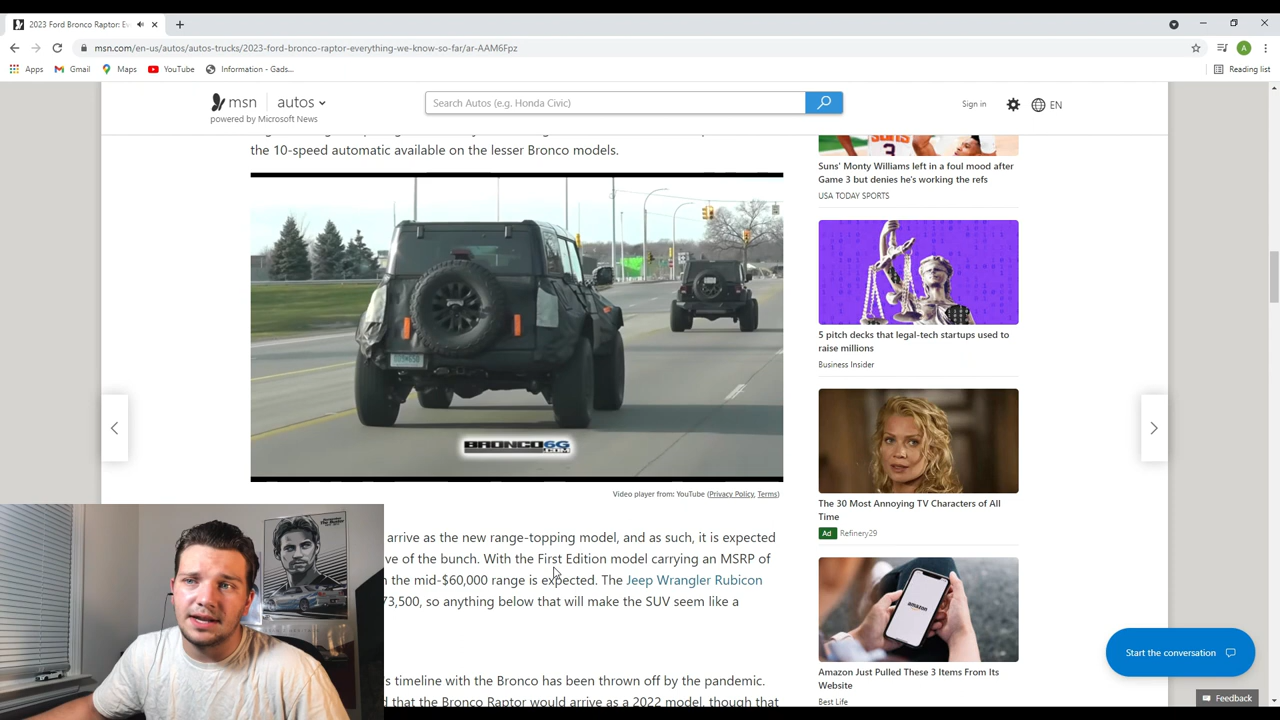 2023 Ford Bronco Raptor: Ev
msn.com/en-us/autos/autos-trucks/2023-ford-bronco-raptor-everything-we-know-so-far/ar-AAM6Fpz
A
Apps Gmail Maps YouTube Information - Gads... Reading list
msn autos
powered by Microsoft News
Search Autos (e.g. Honda Civic)
Sign in
EN
the 10-speed automatic available on the lesser Bronco models.
BRONCO6G
.COM
Video player from: YouTube (Privacy Policy, Terms)
arrive as the new range-topping model, and as such, it is expected
ve of the bunch. With the First Edition model carrying an MSRP of
the mid-$60,000 range is expected. The Jeep Wrangler Rubicon
73,500, so anything below that will make the SUV seem like a
s timeline with the Bronco has been thrown off by the pandemic.
d that the Bronco Raptor would arrive as a 2022 model, though that
SUNS
3
Suns' Monty Williams left in a foul mood after
Game 3 but denies he's working the refs
USA TODAY SPORTS
5 pitch decks that legal-tech startups used to
raise millions
Business Insider
The 30 Most Annoying TV Characters of All
Time
Ad Refinery29
amazon
Amazon Just Pulled These 3 Items From Its
Website
Best Life
Start the conversation
Feedback